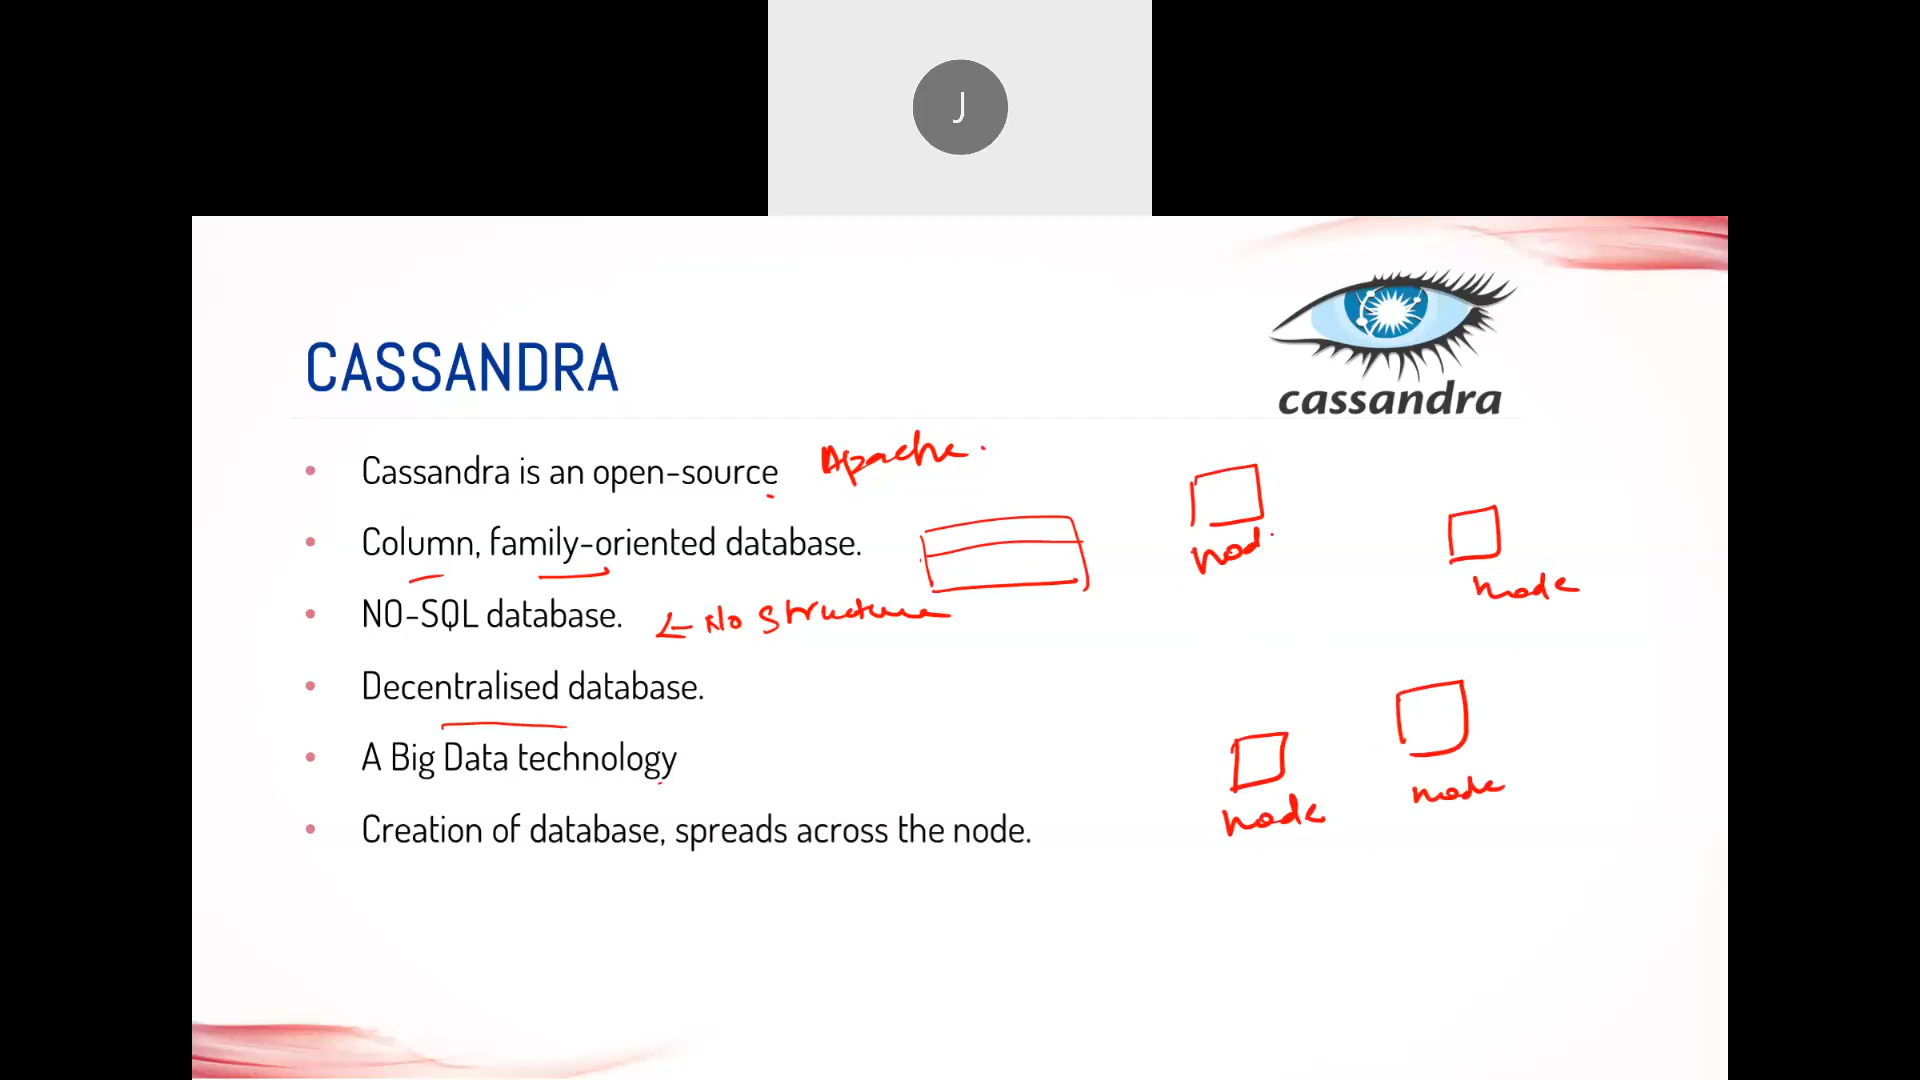 J
cassandra
CASSANDRA
• Cassandra is an open-source Apache.
• Column, family-oriented database.
• NO-SQL database. ← No Structure
• Decentralised database.
• A Big Data technology
• Creation of database, spreads across the node.
nod.
node
node
node